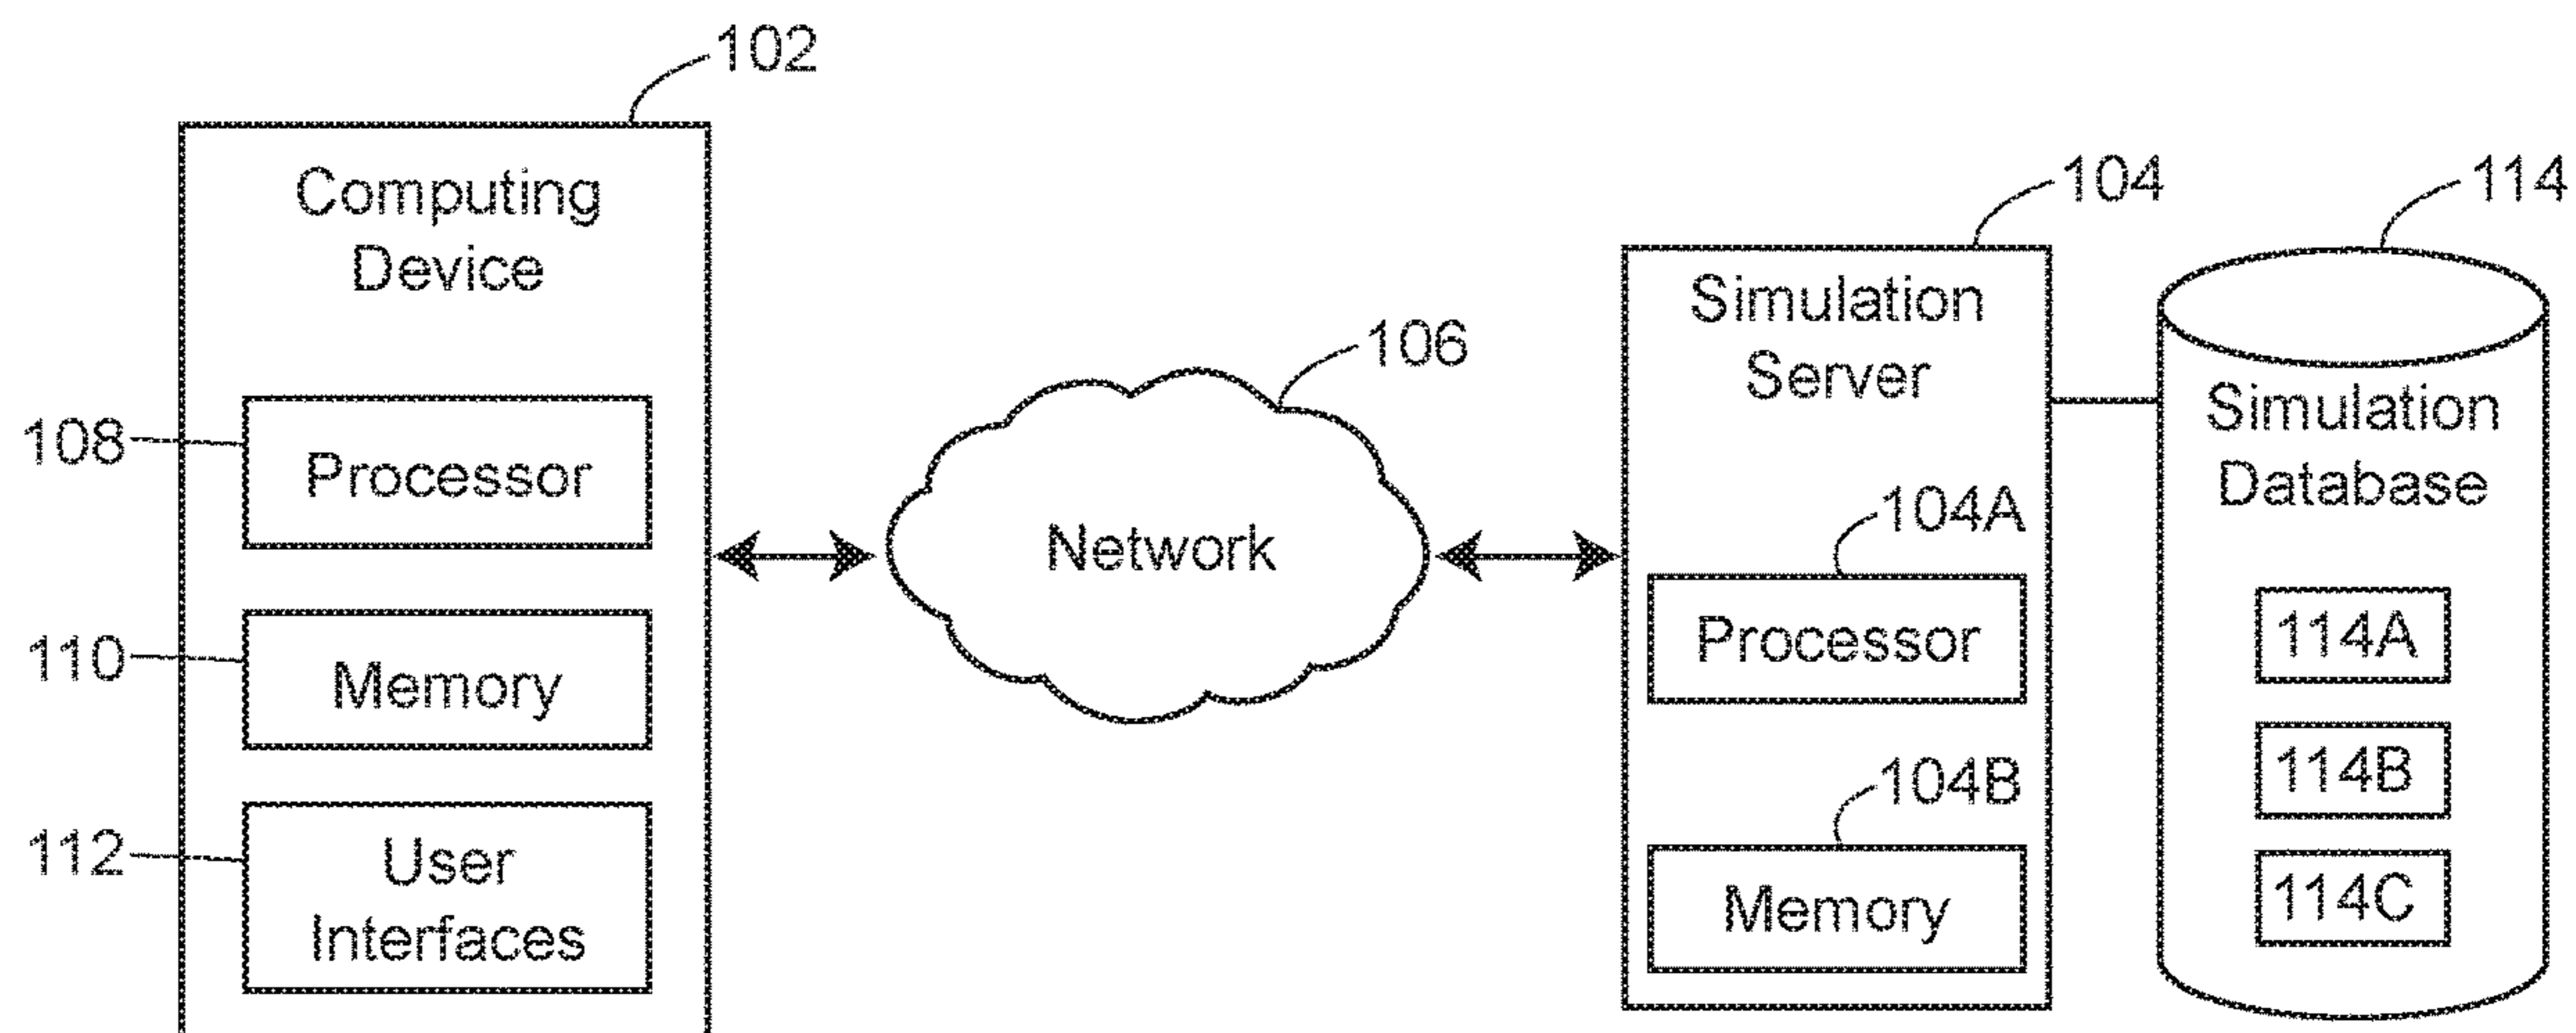 102
Computing
Device
108
Processor
110
Memory
112
User
Interfaces
106
Network
104
Simulation
Server
104A
Processor
104B
Memory
114
Simulation
Database
114A
114B
114C